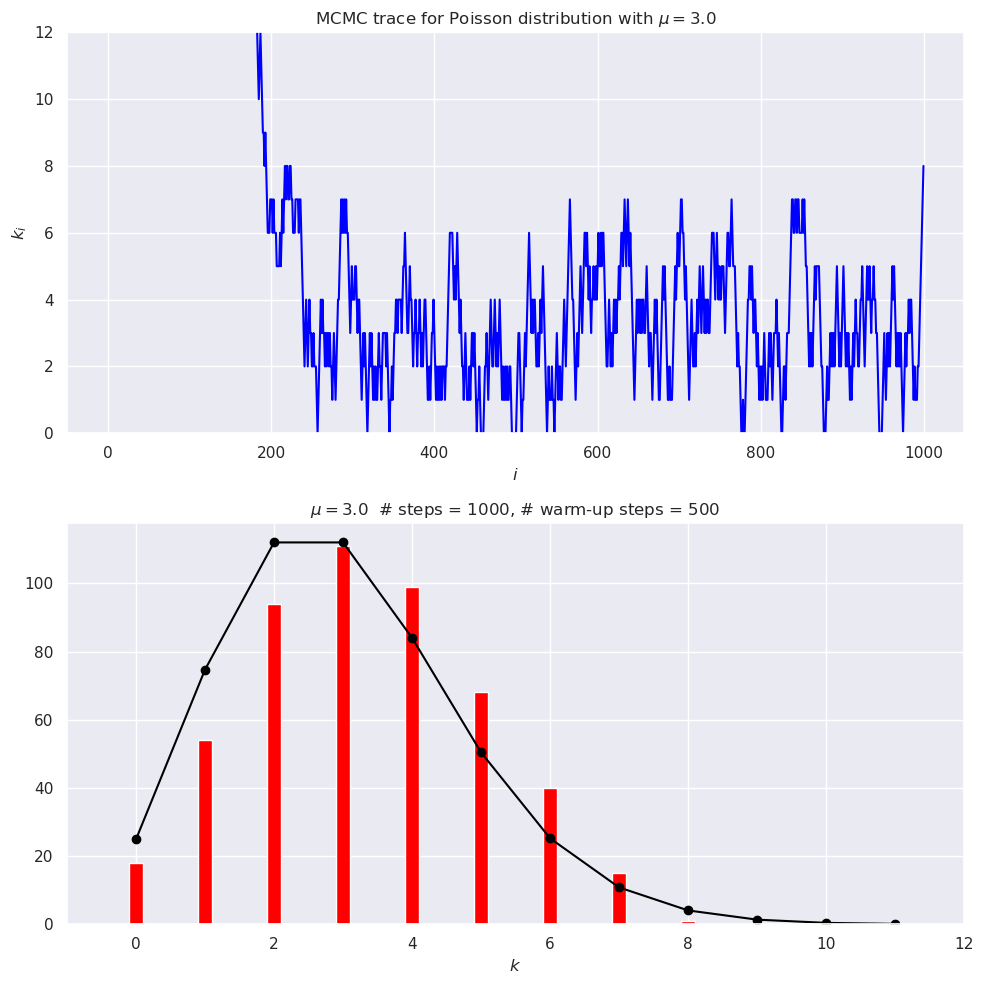 MCMC trace for Poisson distribution with μ = 3.0
12
10
8
6
4
2
0
k_i
0 200 400 600 800 1000
i
μ = 3.0 # steps = 1000, # warm-up steps = 500
100
80
60
40
20
0
0 2 4 6 8 10 12
k